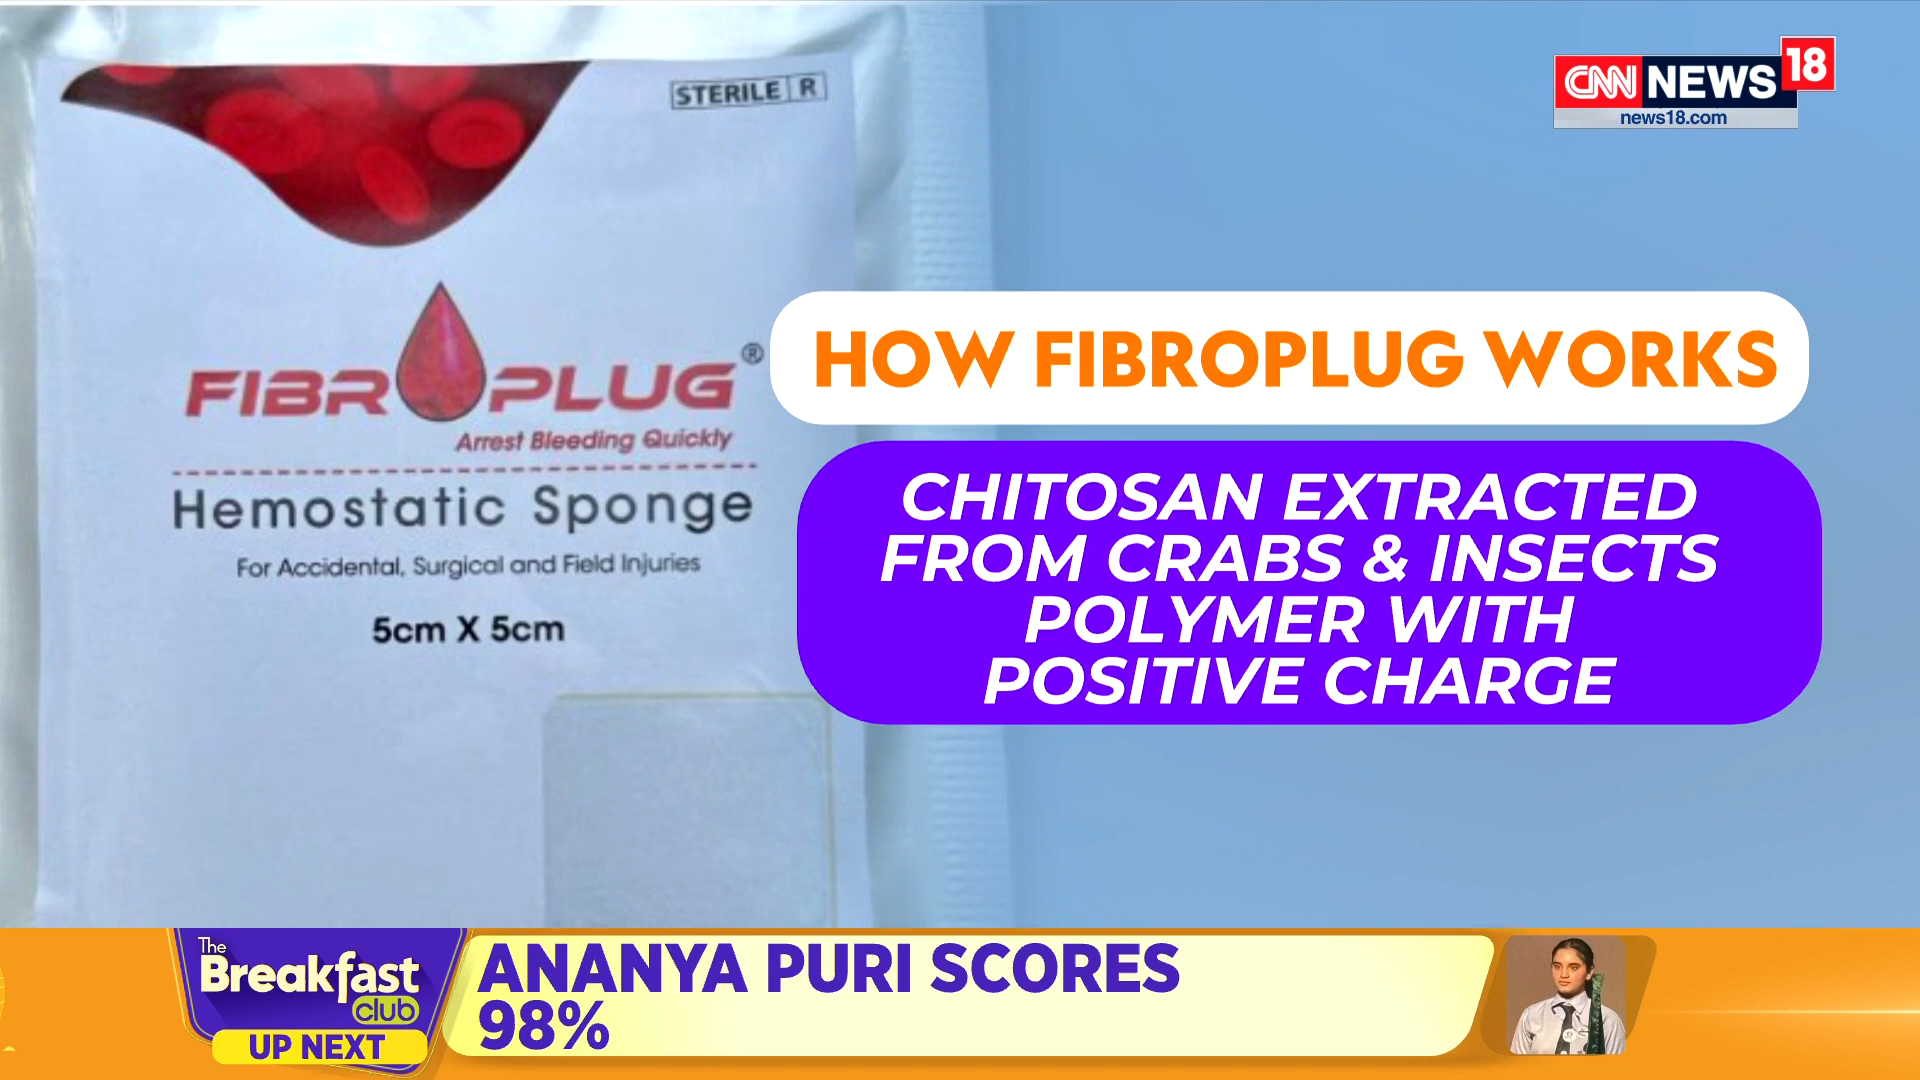 STERILE R
CNN NEWS 18
news18.com
FIBROPLUG®
Arrest Bleeding Quickly
Hemostatic Sponge
For Accidental, Surgical and Field Injuries
5cm X 5cm
HOW FIBROPLUG WORKS
CHITOSAN EXTRACTED
FROM CRABS & INSECTS
POLYMER WITH
POSITIVE CHARGE
The
Breakfast
club
UP NEXT
ANANYA PURI SCORES
98%